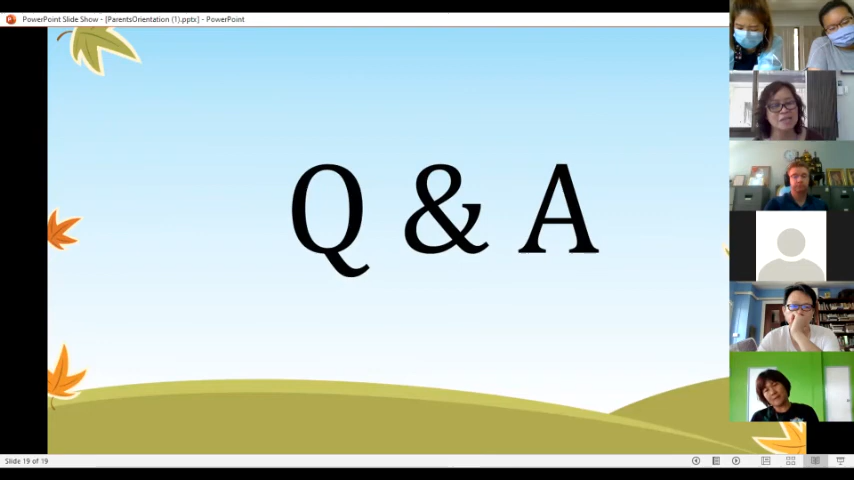 PowerPoint Slide Show - [ParentsOrientation (1).pptx] - PowerPoint
Q & A
Slide 19 of 19